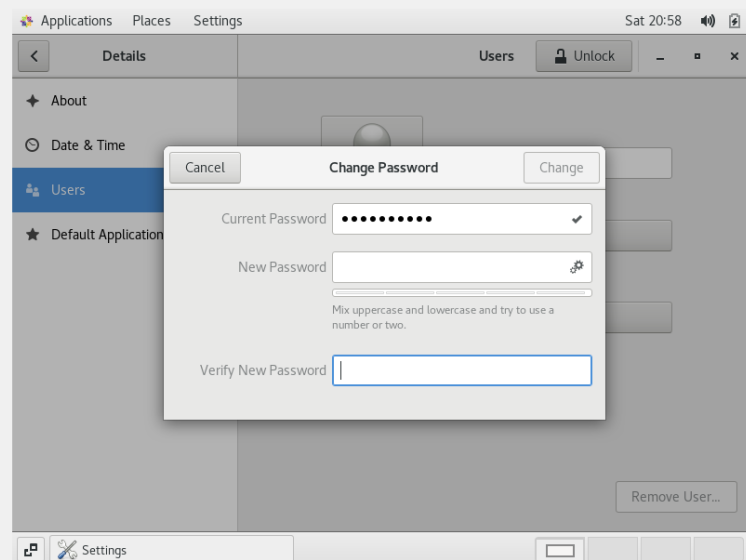 Applications Places Settings Sat 20:58
Details Users Unlock
About
Date & Time
Users
Default Application
Cancel Change Password Change
Current Password ●●●●●●●●●●
New Password
Mix uppercase and lowercase and try to use a
number or two.
Verify New Password
Remove User...
Settings